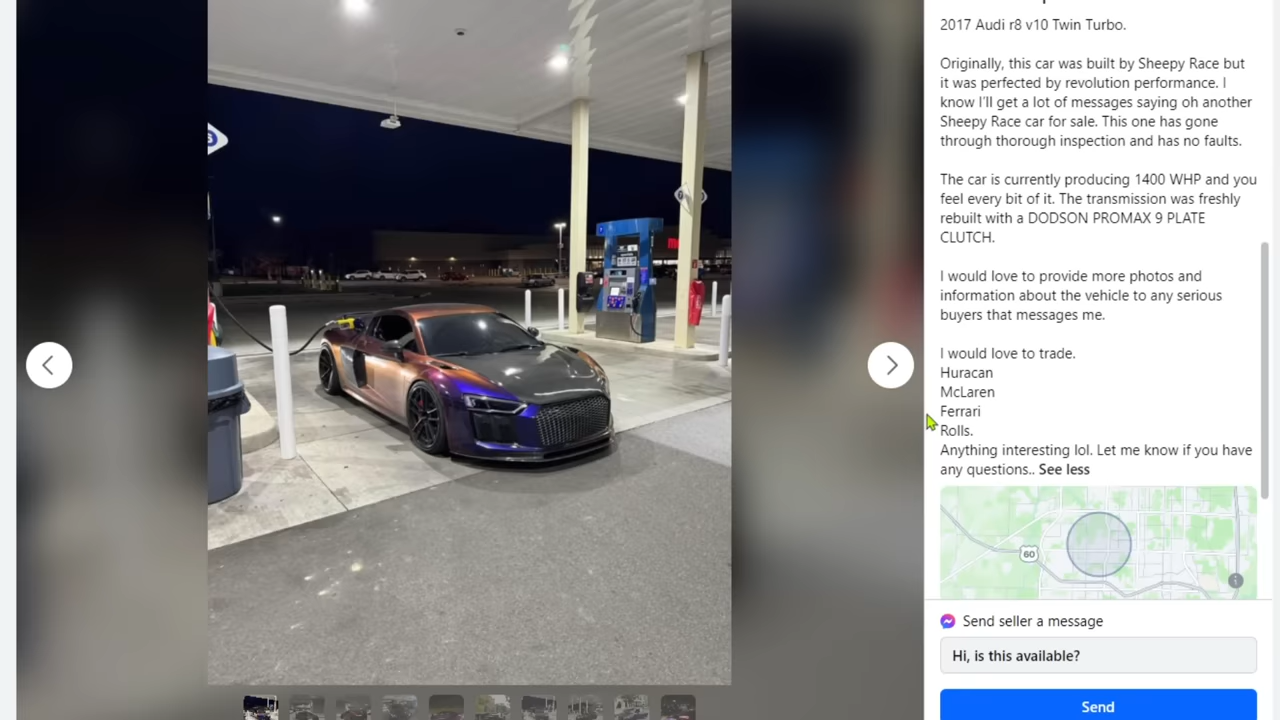 2017 Audi r8 v10 Twin Turbo.
Originally, this car was built by Sheepy Race but
it was perfected by revolution performance. I
know I'll get a lot of messages saying oh another
Sheepy Race car for sale. This one has gone
through thorough inspection and has no faults.
The car is currently producing 1400 WHP and you
feel every bit of it. The transmission was freshly
rebuilt with a DODSON PROMAX 9 PLATE
CLUTCH.
I would love to provide more photos and
information about the vehicle to any serious
buyers that messages me.
I would love to trade.
Huracan
McLaren
Ferrari
Rolls.
Anything interesting lol. Let me know if you have
any questions.. See less
60
Send seller a message
Hi, is this available?
Send